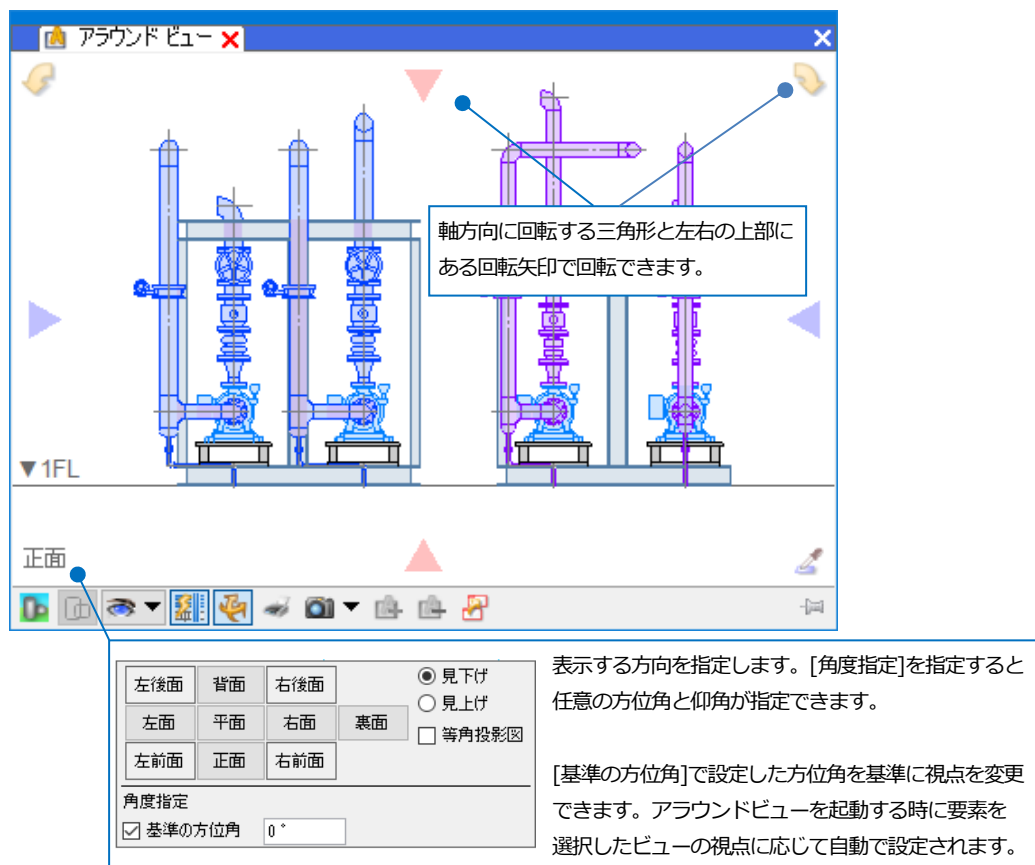 アラウンド ビュー
軸方向に回転する三角形と左右の上部に
ある回転矢印で回転できます。
▼1FL
正面
左後面 背面 右後面
左面 平面 右面 裏面
左前面 正面 右前面
見下げ
見上げ
等角投影図
角度指定
基準の方位角 0°
表示する方向を指定します。[角度指定]を指定すると
任意の方位角と仰角が指定できます。
[基準の方位角]で設定した方位角を基準に視点を変更
できます。アラウンドビューを起動する時に要素を
選択したビューの視点に応じて自動で設定されます。